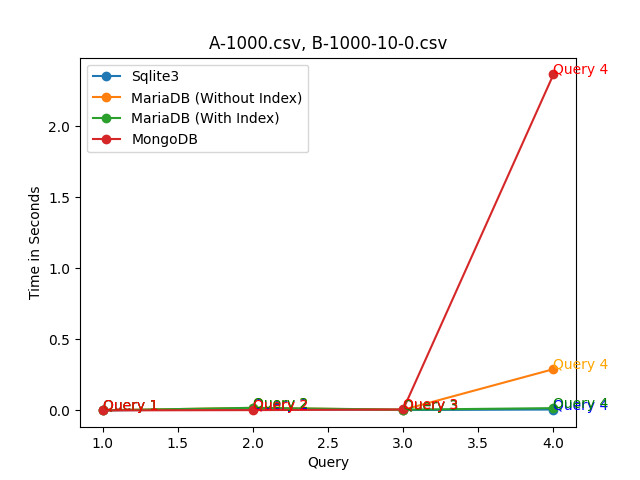 A-1000.csv, B-1000-10-0.csv
Sqlite3
MariaDB (Without Index)
MariaDB (With Index)
MongoDB
Query 4
2.0
1.5
1.0
0.5
0.0
Time in Seconds
Query 4
Query 1
Query 2
Query 3
Query 4
Query 4
1.0
1.5
2.0
2.5
3.0
3.5
4.0
Query